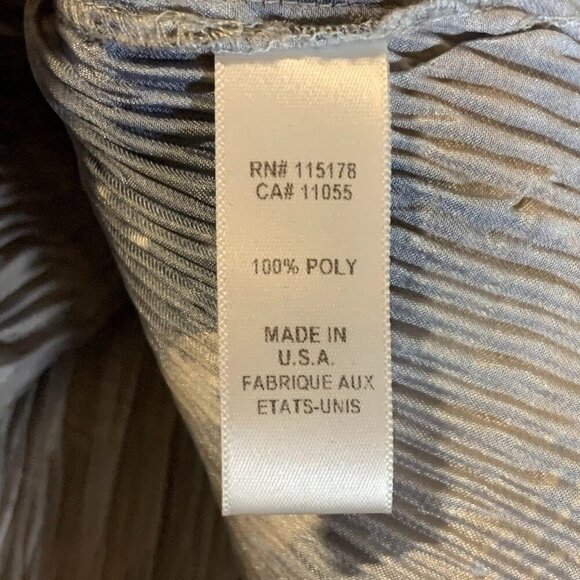 RN# 115178
CA# 11055
100% POLY
MADE IN
U.S.A.
FABRIQUE AUX
ETATS-UNIS